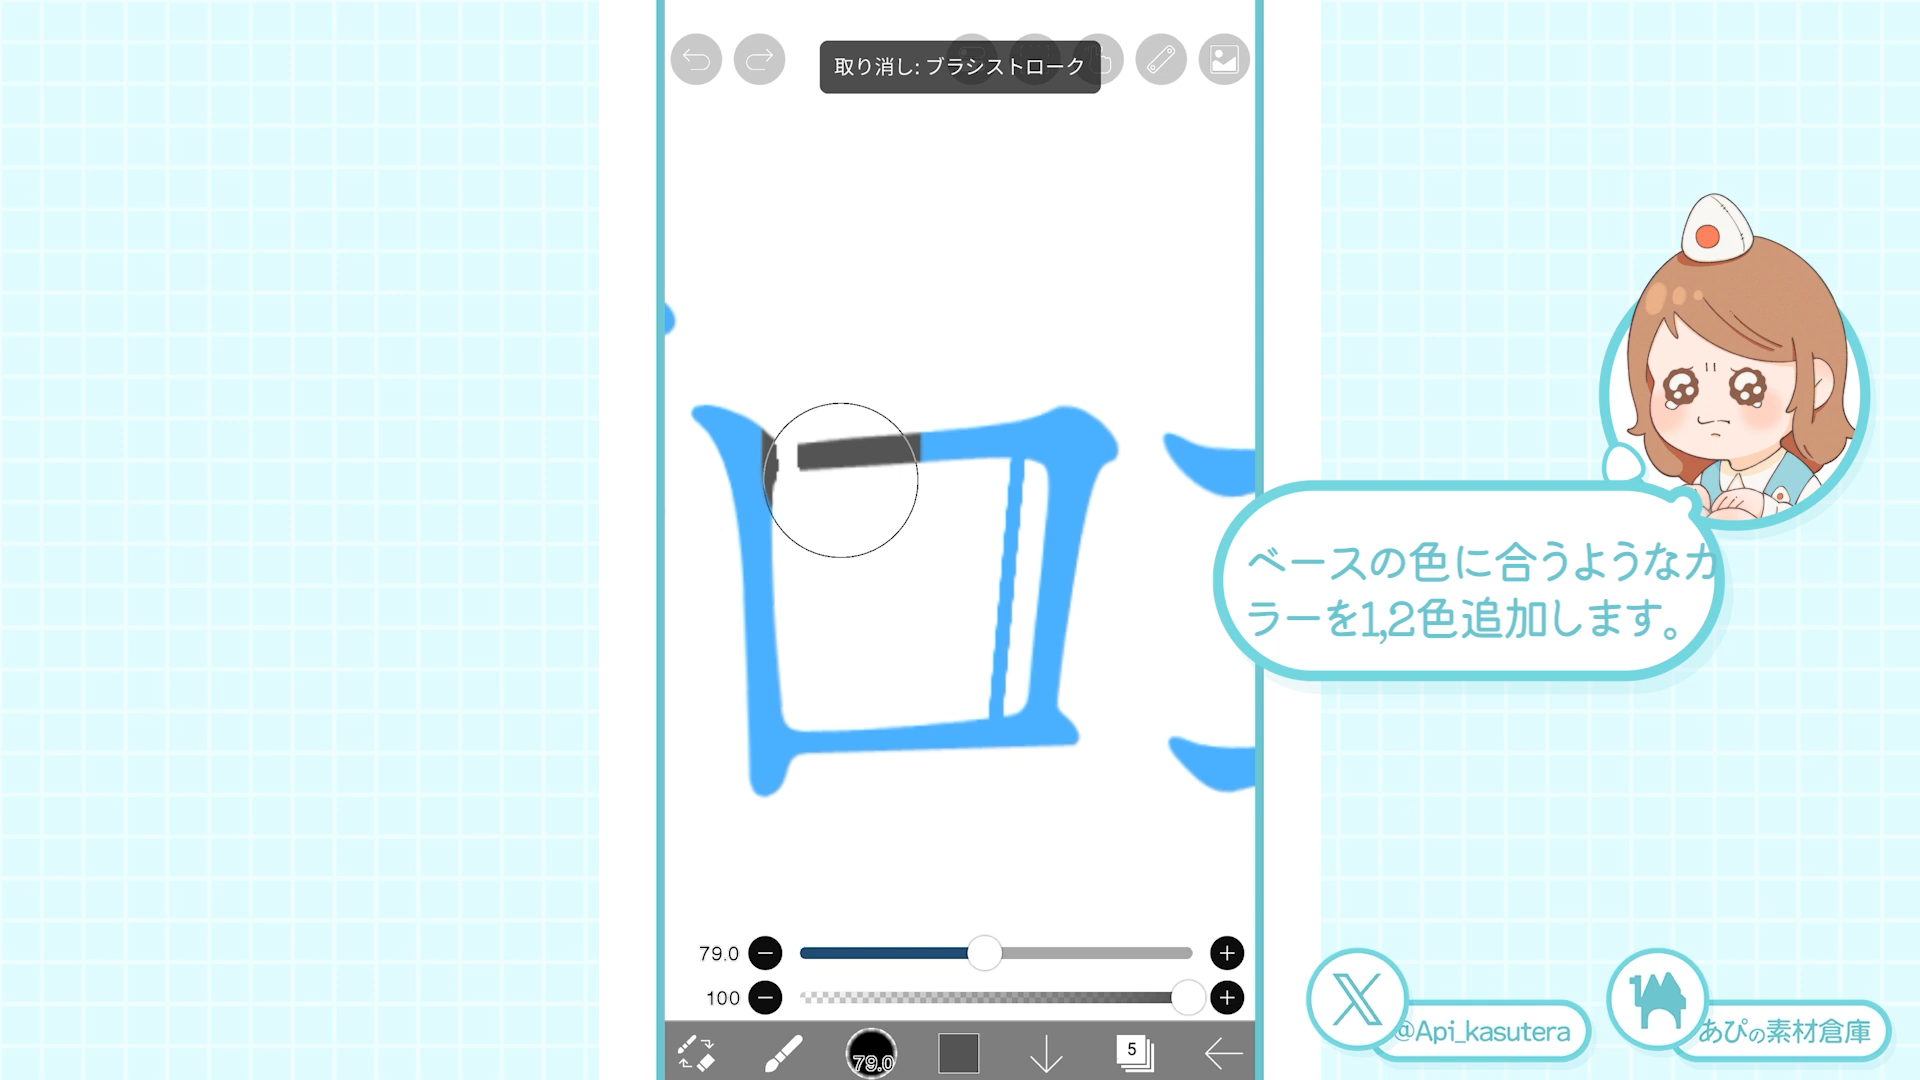 取り消し: ブラシストローク
ベースの色に合うようなカ
ラーを1,2色追加します。
79.0
100
79.0
5
@Api_kasutera
あぴの素材倉庫